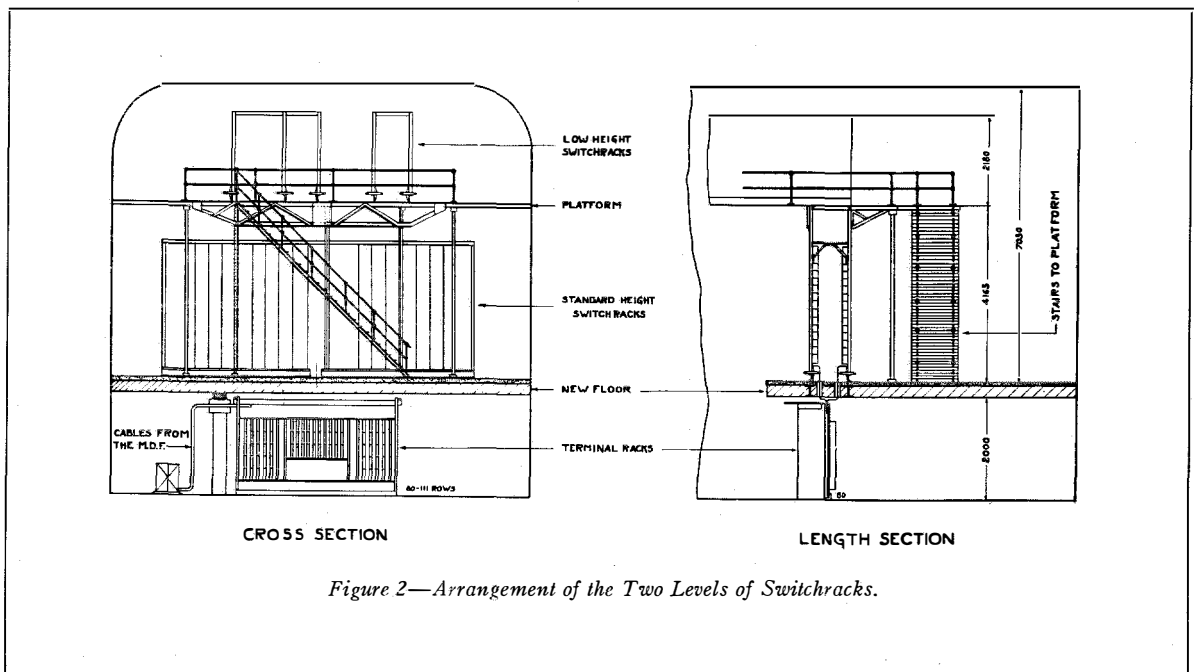 LOW HEIGHT
SWITCHRACKS
PLATFORM
STANDARD HEIGHT
SWITCH RACKS
NEW FLOOR
CABLES FROM
THE M.D.F.
TERMINAL RACKS
60-111 ROWS
CROSS SECTION
2180
7030
4165
STAIRS TO PLATFORM
2000
60
LENGTH SECTION
Figure 2—Arrangement of the Two Levels of Switchracks.